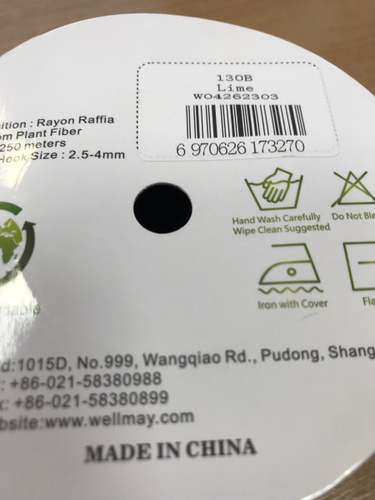 130B
Lime
W04262303
6 970626 173270
ition : Rayon Raffia
om Plant Fiber
250 meters
Hook Size : 2.5-4mm
Hand Wash Carefully
Wipe Clean Suggested
Do Not Ble
Iron with Cover
Fla
dable
d:1015D, No.999, Wangqiao Rd., Pudong, Shang
: +86-021-58380988
x: +86-021-58380899
bsite:www.wellmay.com
MADE IN CHINA